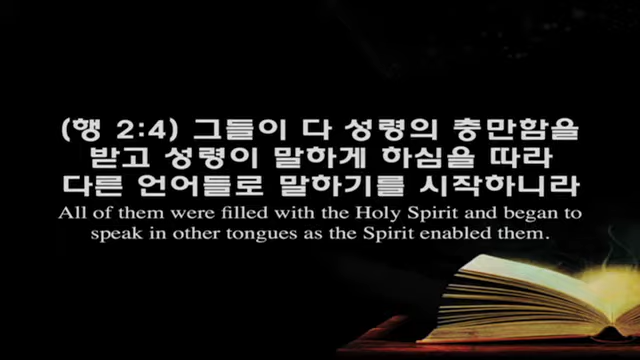 (행 2:4) 그들이 다 성령의 충만함을
받고 성령이 말하게 하심을 따라
다른 언어들로 말하기를 시작하니라
All of them were filled with the Holy Spirit and began to
speak in other tongues as the Spirit enabled them.